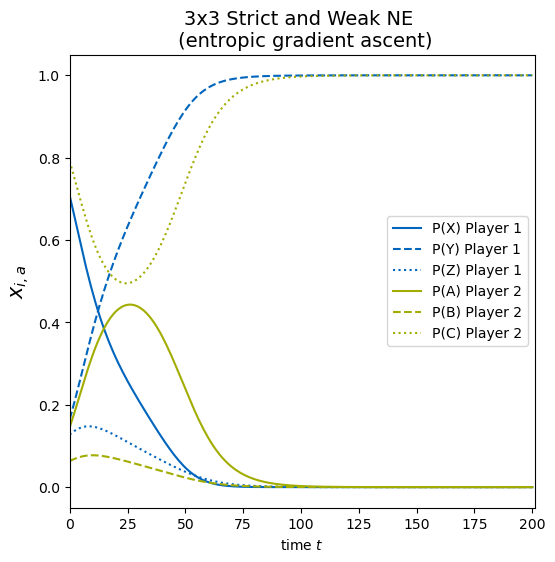 3x3 Strict and Weak NE
(entropic gradient ascent)
1.0
0.8
0.6
0.4
0.2
0.0
x_{i, a}
P(X) Player 1
P(Y) Player 1
P(Z) Player 1
P(A) Player 2
P(B) Player 2
P(C) Player 2
0 25 50 75 100 125 150 175 200
time t